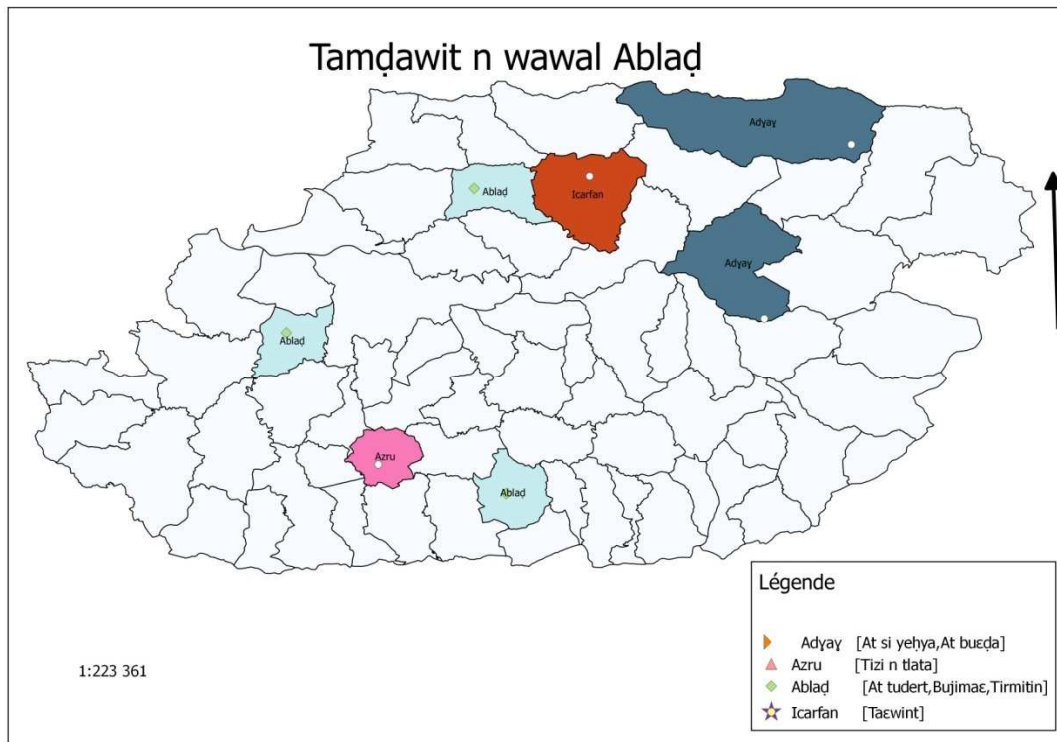 Tamḍawit n wawal Ablaḍ
Adɣaɣ
Ablaḍ
Icarfan
Adɣaɣ
Ablaḍ
Azru
Ablaḍ
Légende
Adɣaɣ [At si yeḥya,At buɛḍa]
Azru [Tizi n tlata]
Ablaḍ [At tudert,Bujimaɛ,Tirmitin]
Icarfan [Taɛwint]
1:223 361